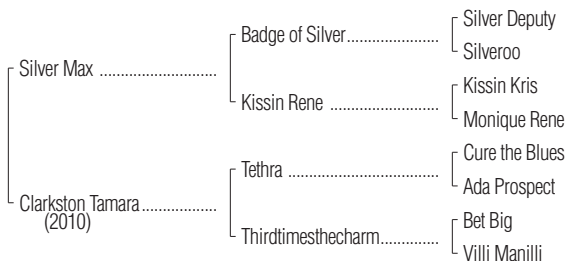 Silver Deputy
Badge of Silver....................
Silveroo
Silver Max ..........................
Kissin Kris
Kissin Rene ........................
Monique Rene
Cure the Blues
Tethra .................................
Ada Prospect
Clarkston Tamara.................
(2010)
Bet Big
Thirdtimesthecharm.............
Villi Manilli